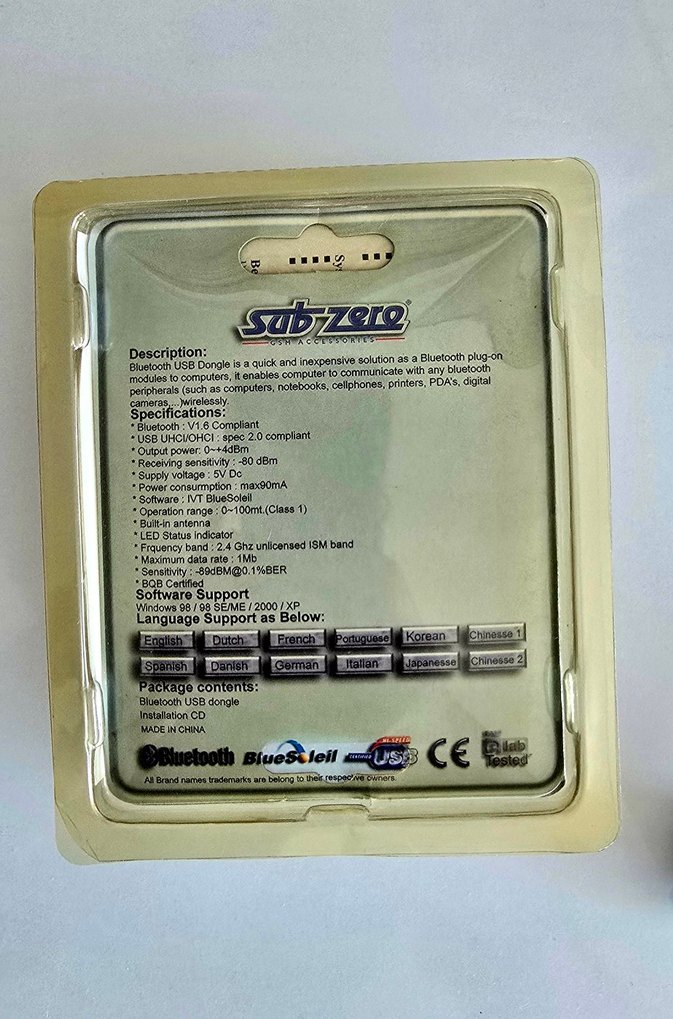 Be
Sy
Sub-zero®
GSM ACCESSORIES
Description:
Bluetooth USB Dongle is a quick and inexpensive solution as a Bluetooth plug-on
modules to computers, it enables computer to communicate with any bluetooth
peripherals (such as computers, notebooks, cellphones, printers, PDA's, digital
cameras,...)wirelessly.
Specifications:
* Bluetooth : V1.6 Compliant
* USB UHCI/OHCI : spec 2.0 compliant
* Output power: 0~+4dBm
* Receiving sensitivity : -80 dBm
* Supply voltage : 5V Dc
* Power consurmption : max90mA
* Software : IVT BlueSoleil
* Operation range : 0~100mt.(Class 1)
* Built-in antenna
* LED Status indicator
* Frquency band : 2.4 Ghz unlicensed ISM band
* Maximum data rate : 1Mb
* Sensitivity : -89dBM@0.1%BER
* BQB Certified
Software Support
Windows 98 / 98 SE/ME / 2000 / XP
Language Support as Below:
English Dutch French Portuguese Korean Chinesse 1
Spanish Danish German Italian Japanesse Chinesse 2
Package contents:
Bluetooth USB dongle
Installation CD
MADE IN CHINA
Bluetooth BlueSoleil HI-SPEED CERTIFIED USB CE lab Tested
All Brand names trademarks are belong to their respective owners.